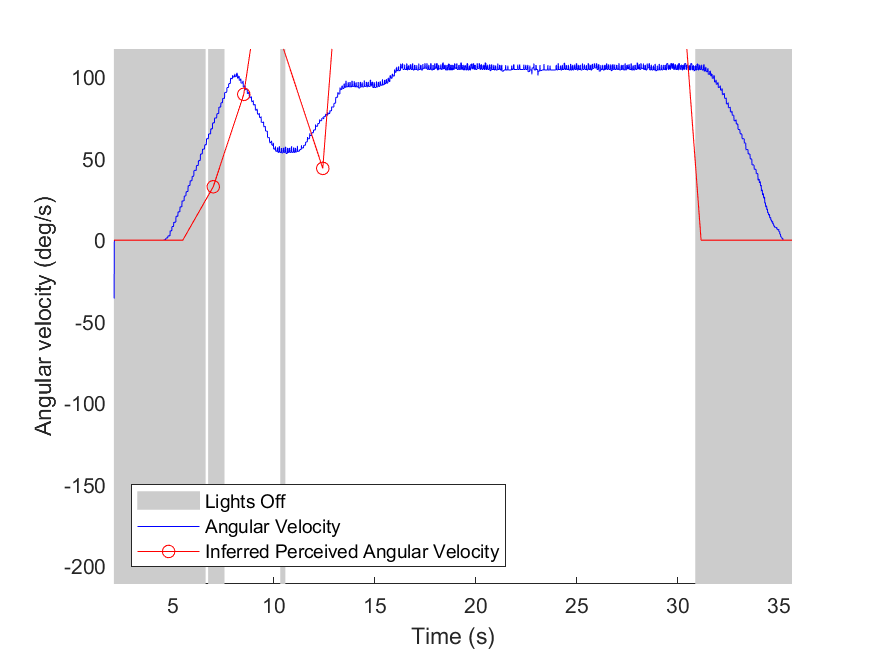 100
50
0
-50
-100
-150
-200
Angular velocity (deg/s)
Lights Off
Angular Velocity
Inferred Perceived Angular Velocity
5 10 15 20 25 30 35
Time (s)